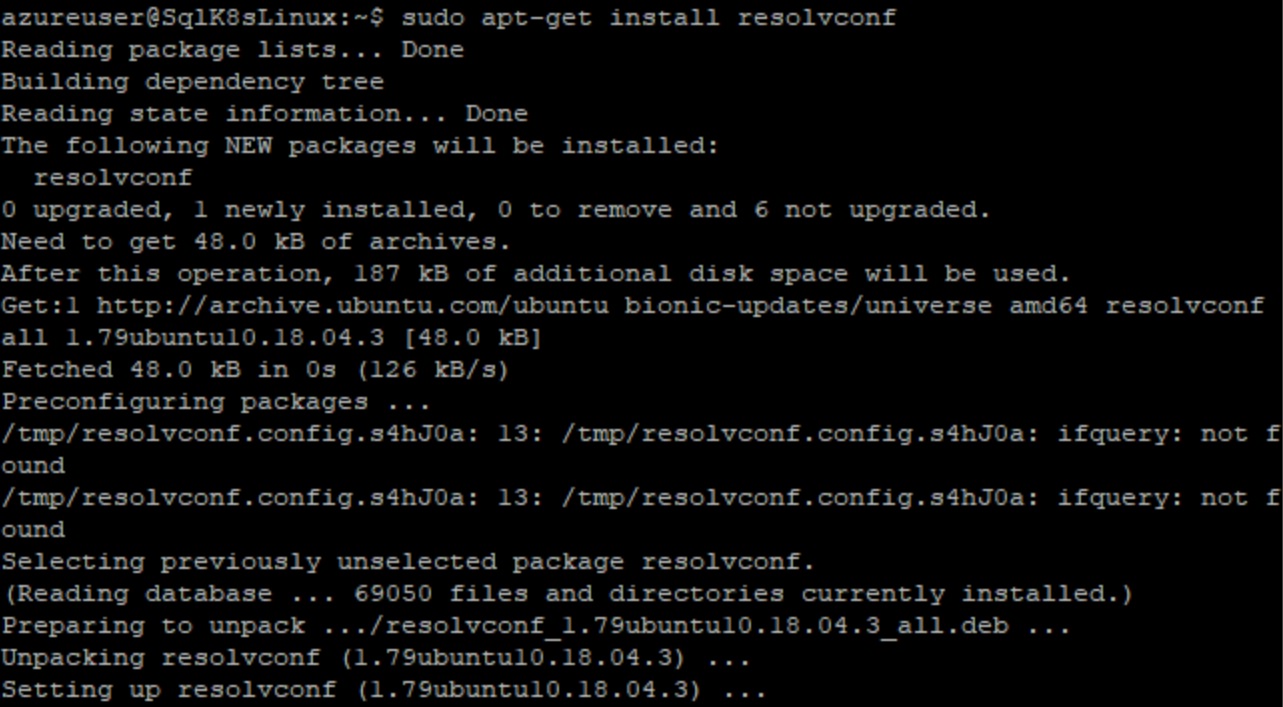 azureuser@SqlK8sLinux:~$ sudo apt-get install resolvconf
Reading package lists... Done
Building dependency tree
Reading state information... Done
The following NEW packages will be installed:
  resolvconf
0 upgraded, 1 newly installed, 0 to remove and 6 not upgraded.
Need to get 48.0 kB of archives.
After this operation, 187 kB of additional disk space will be used.
Get:1 http://archive.ubuntu.com/ubuntu bionic-updates/universe amd64 resolvconf
all 1.79ubuntu10.18.04.3 [48.0 kB]
Fetched 48.0 kB in 0s (126 kB/s)
Preconfiguring packages ...
/tmp/resolvconf.config.s4hJ0a: 13: /tmp/resolvconf.config.s4hJ0a: ifquery: not f
ound
/tmp/resolvconf.config.s4hJ0a: 13: /tmp/resolvconf.config.s4hJ0a: ifquery: not f
ound
Selecting previously unselected package resolvconf.
(Reading database ... 69050 files and directories currently installed.)
Preparing to unpack .../resolvconf_1.79ubuntu10.18.04.3_all.deb ...
Unpacking resolvconf (1.79ubuntu10.18.04.3) ...
Setting up resolvconf (1.79ubuntu10.18.04.3) ...